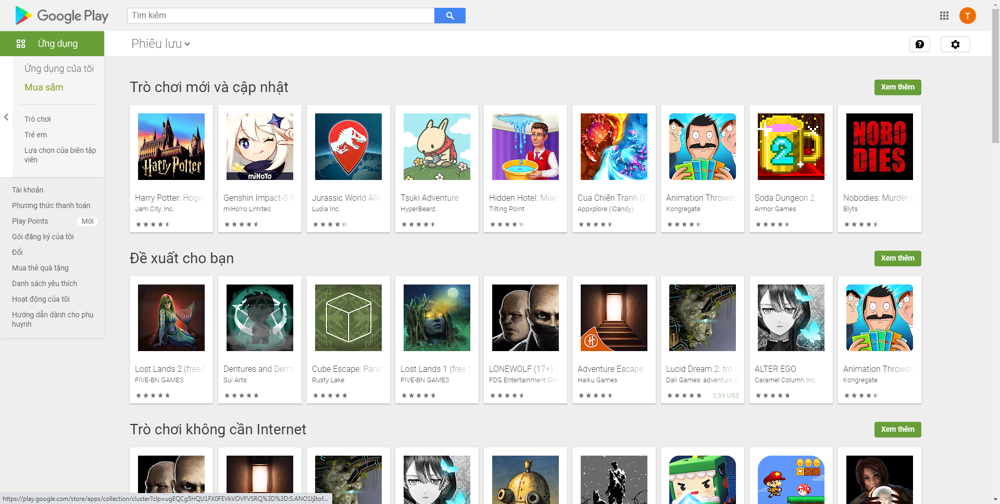 Google Play
Tìm kiếm
T
Ứng dụng
Phiêu lưu
Ứng dụng của tôi
Mua sắm
Trò chơi
Trẻ em
Lựa chọn của biên tập
viên
Tài khoản
Phương thức thanh toán
Play Points Mới
Gói đăng ký của tôi
Đổi
Mua thẻ quà tặng
Danh sách yêu thích
Hoạt động của tôi
Hướng dẫn dành cho phụ
huynh
Trò chơi mới và cập nhật
Xem thêm
Harry Potter
miHoYo
2
NOBO
DIES
Harry Potter: Hogw
Jam City, Inc.
Genshin Impact-S.F
miHoYo Limited
Jurassic World Aliv
Ludia Inc.
Tsuki Adventure
HyperBeard
Hidden Hotel: Miam
Tilting Point
Cua Chiến Tranh (C
Appxplore (iCandy)
Animation Throwdo
Kongregate
Soda Dungeon 2
Armor Games
Nobodies: Murder C
Blyts
Đề xuất cho bạn
Xem thêm
Lost Lands 2 (free-t
FIVE-BN GAMES
Dentures and Demo
Sui Arts
Cube Escape: Parad
Rusty Lake
Lost Lands 1 (free t
FIVE-BN GAMES
LONEWOLF (17+) -
FDG Entertainment Gmb
Adventure Escape
Haiku Games
Lucid Dream 2: trò c
Dali Games: adventure g
2,99 US$
ALTER EGO
Caramel Column Inc.
Animation Throwdo
Kongregate
Trò chơi không cần Internet
Xem thêm
https://play.google.com/store/apps/collection/cluster?clp=ugEQCg5HQU1FX0FEVkVOVFVSRQ%3D%3D:S:ANO1ljItof...